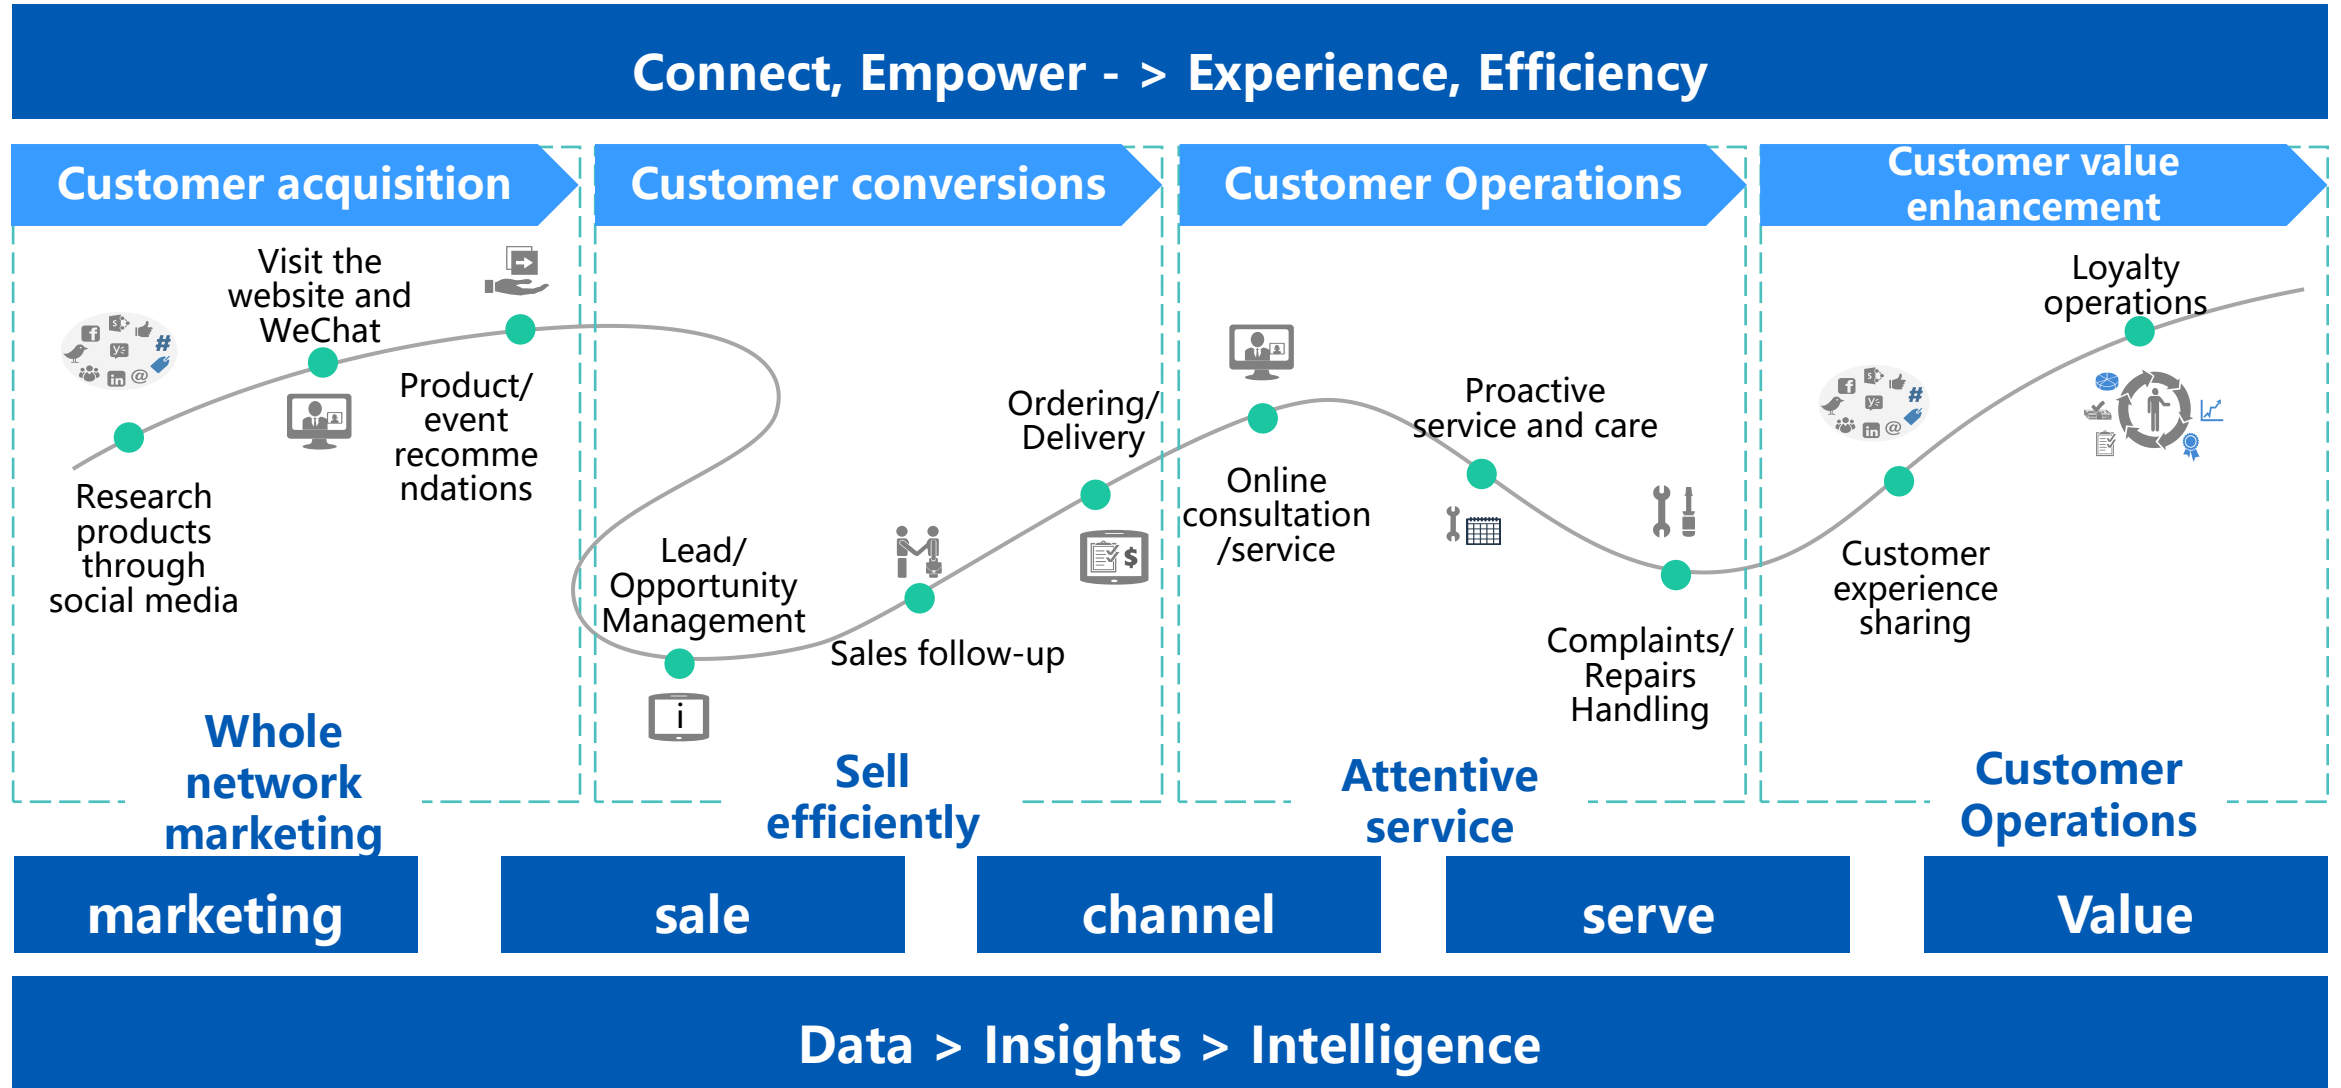 Connect, Empower - > Experience, Efficiency
Customer acquisition
Customer conversions
Customer Operations
Customer value
enhancement
Visit the
website and
WeChat
Product/
event
recomme
ndations
Research
products
through
social media
Lead/
Opportunity
Management
Sales follow-up
Ordering/
Delivery
Online
consultation
/service
Proactive
service and care
Complaints/
Repairs
Handling
Customer
experience
sharing
Loyalty
operations
i
$
Whole
network
marketing
Sell
efficiently
Attentive
service
Customer
Operations
marketing
sale
channel
serve
Value
Data > Insights > Intelligence